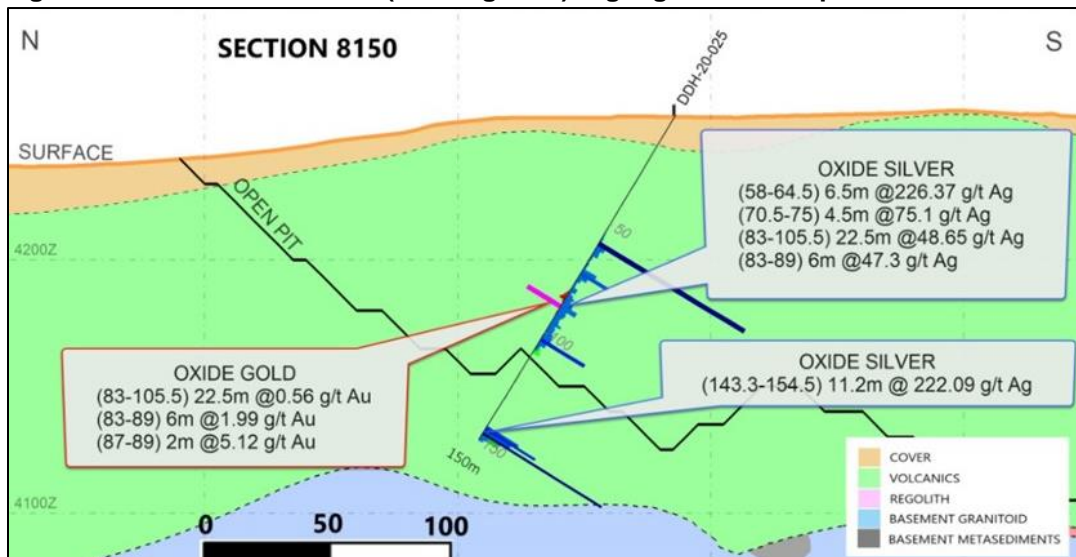 N
SECTION 8150
S
DDH-20-025
SURFACE
OPEN PIT
OXIDE SILVER
(58-64.5) 6.5m @226.37 g/t Ag
(70.5-75) 4.5m @75.1 g/t Ag
(83-105.5) 22.5m @48.65 g/t Ag
(83-89) 6m @47.3 g/t Ag
50
4200Z
100
OXIDE GOLD
(83-105.5) 22.5m @0.56 g/t Au
(83-89) 6m @1.99 g/t Au
(87-89) 2m @5.12 g/t Au
OXIDE SILVER
(143.3-154.5) 11.2m @ 222.09 g/t Ag
150
150m
4100Z
0 50 100
COVER
VOLCANICS
REGOLITH
BASEMENT GRANITOID
BASEMENT METASEDIMENTS